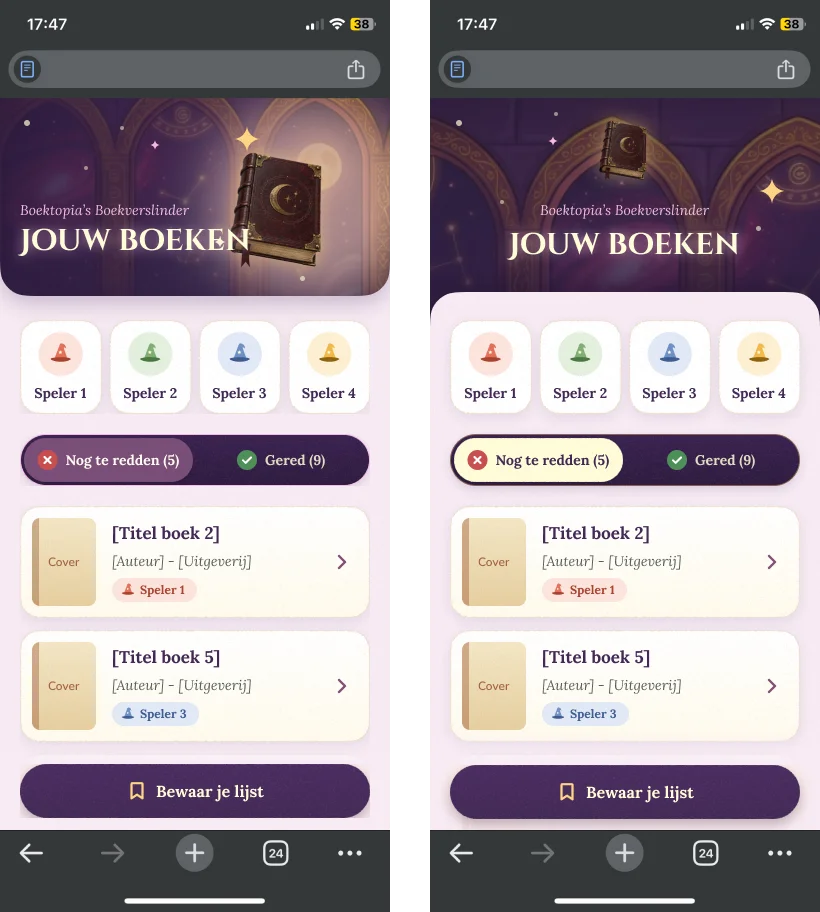 17:47
38
Boektopia's Boekverslinder
JOUW BOEKEN
Speler 1
Speler 2
Speler 3
Speler 4
Nog te redden (5)
Gered (9)
Cover
[Titel boek 2]
[Auteur] - [Uitgeverij]
Speler 1
Cover
[Titel boek 5]
[Auteur] - [Uitgeverij]
Speler 3
Bewaar je lijst
24
17:47
38
Boektopia's Boekverslinder
JOUW BOEKEN
Speler 1
Speler 2
Speler 3
Speler 4
Nog te redden (5)
Gered (9)
Cover
[Titel boek 2]
[Auteur] - [Uitgeverij]
Speler 1
Cover
[Titel boek 5]
[Auteur] - [Uitgeverij]
Speler 3
Bewaar je lijst
24